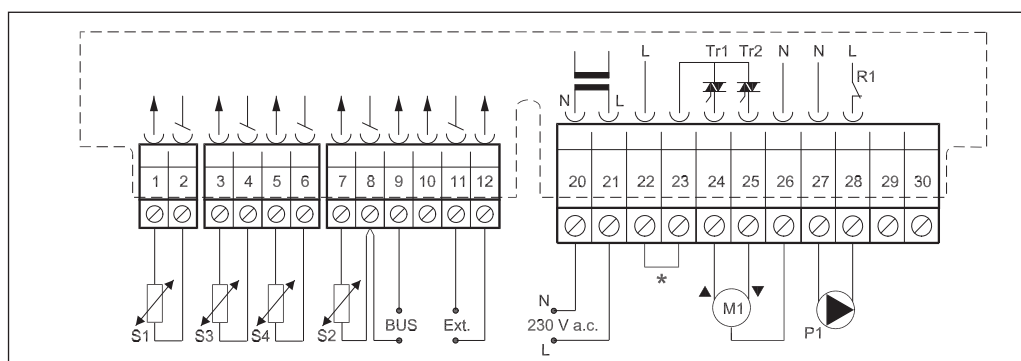 L Tr1 Tr2 N N L
R1
N L
1 2 3 4 5 6 7 8 9 10 11 12 20 21 22 23 24 25 26 27 28 29 30
*
N
S1 S3 S4 S2 BUS Ext. 230 V a.c. M1 P1
L